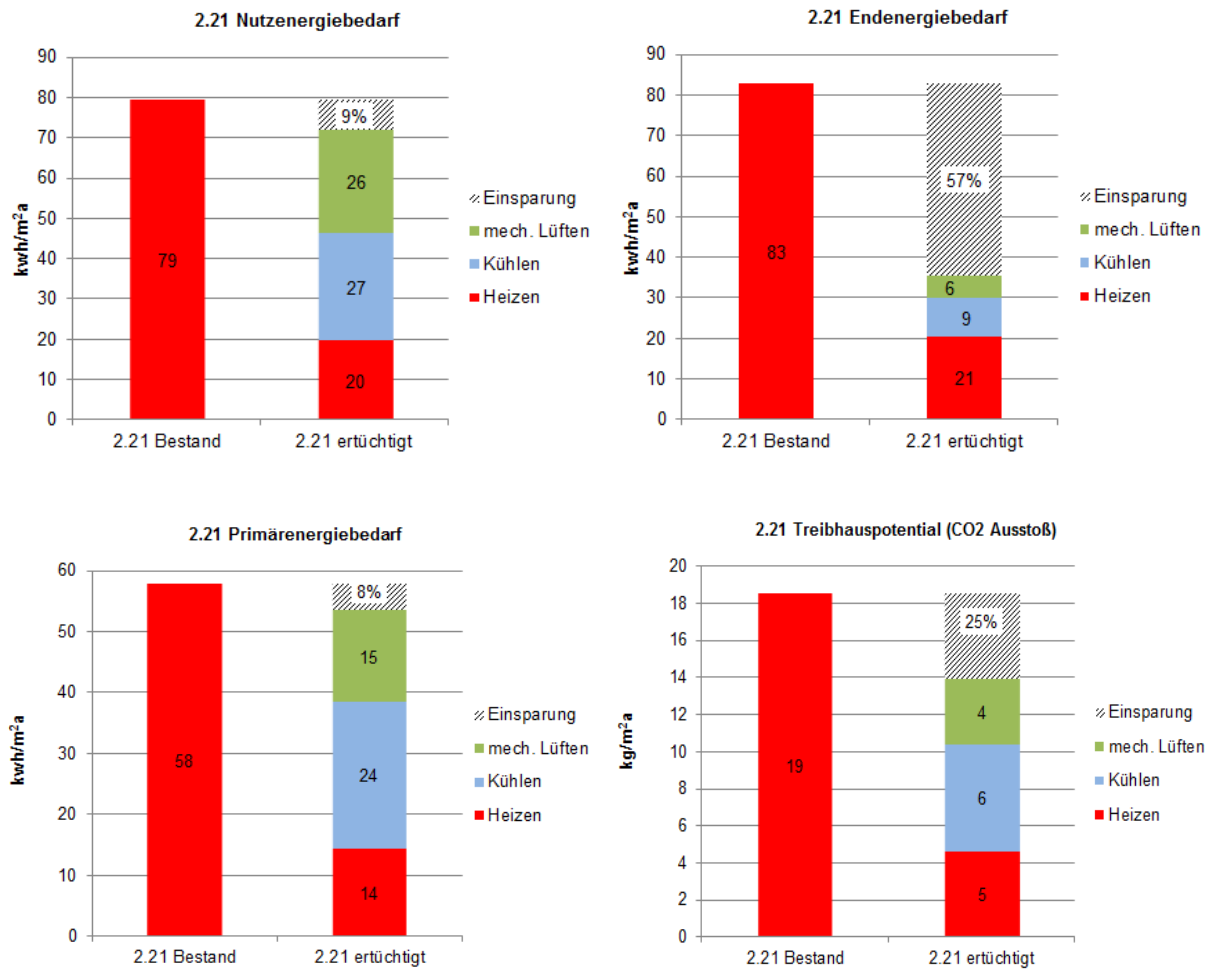 2.21 Nutzenergiebedarf
90
80
70
60
50
40
30
20
10
0
kwh/m²a
79
9%
26
27
20
2.21 Bestand
2.21 ertüchtigt
Einsparung
mech. Lüften
Kühlen
Heizen
2.21 Endenergiebedarf
90
80
70
60
50
40
30
20
10
0
kwh/m²a
83
57%
6
9
21
2.21 Bestand
2.21 ertüchtigt
Einsparung
mech. Lüften
Kühlen
Heizen
2.21 Primärenergiebedarf
60
50
40
30
20
10
0
kwh/m²a
58
8%
15
24
14
2.21 Bestand
2.21 ertüchtigt
Einsparung
mech. Lüften
Kühlen
Heizen
2.21 Treibhauspotential (CO2 Ausstoß)
20
18
16
14
12
10
8
6
4
2
0
kg/m²a
19
25%
4
6
5
2.21 Bestand
2.21 ertüchtigt
Einsparung
mech. Lüften
Kühlen
Heizen